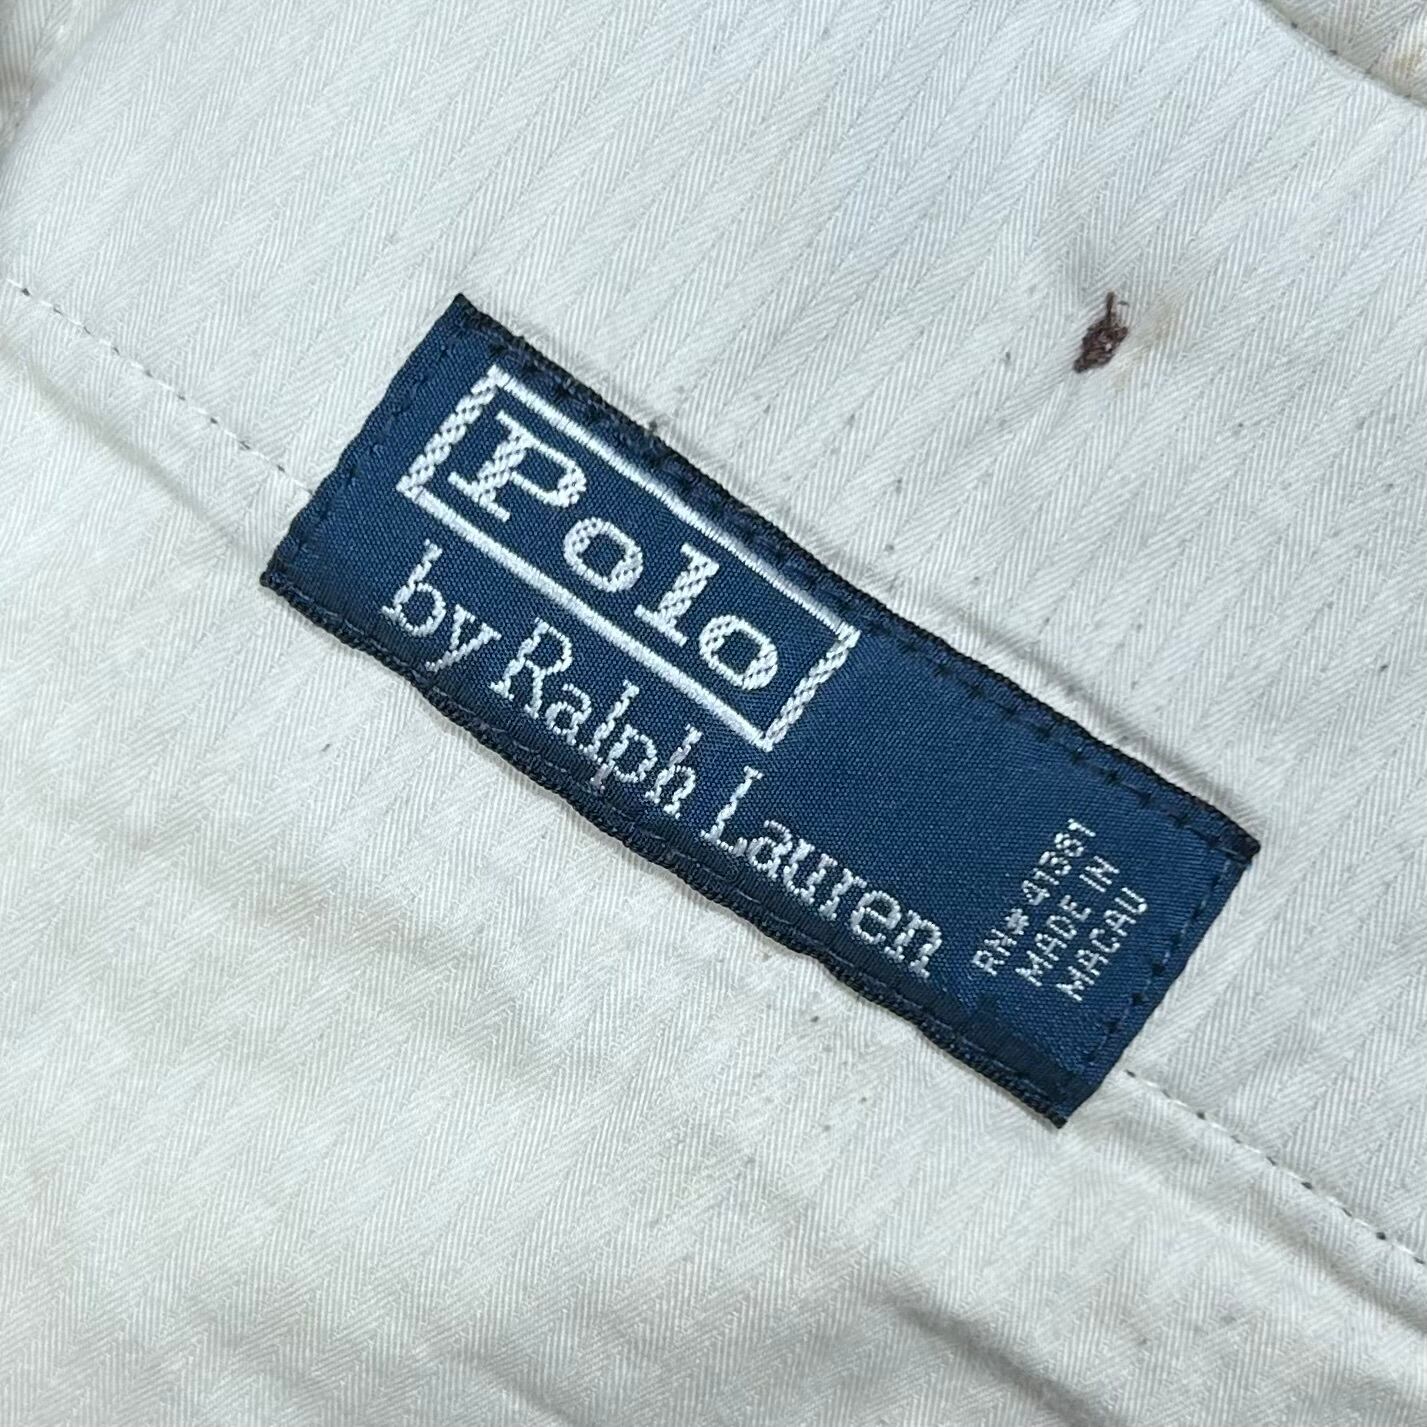 Polo
by Ralph Lauren
RN# 41381
MADE IN
MACAU